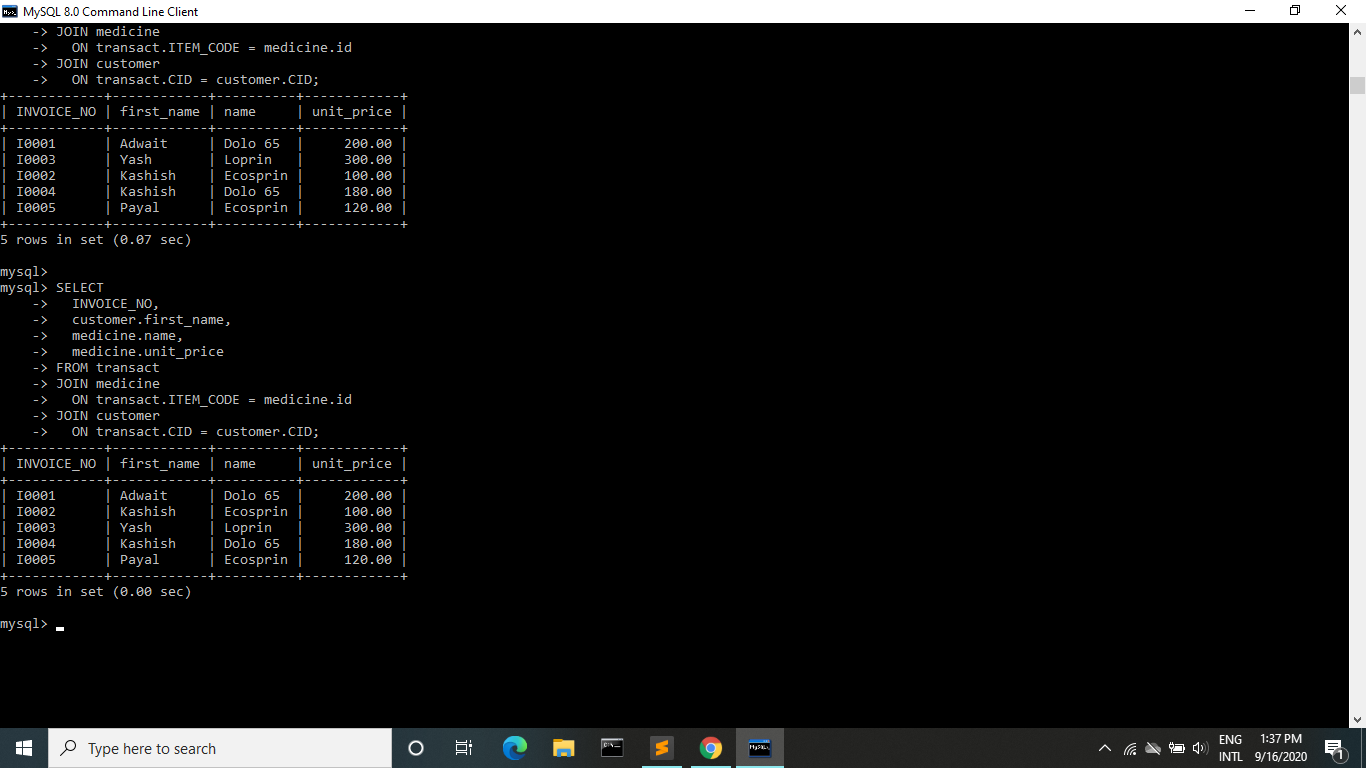 MySQL 8.0 Command Line Client
    -> JOIN medicine
    ->   ON transact.ITEM_CODE = medicine.id
    -> JOIN customer
    ->   ON transact.CID = customer.CID;
+------------+------------+----------+------------+
| INVOICE_NO | first_name | name     | unit_price |
+------------+------------+----------+------------+
| I0001      | Adwait     | Dolo 65  |     200.00 |
| I0003      | Yash       | Loprin   |     300.00 |
| I0002      | Kashish    | Ecosprin |     100.00 |
| I0004      | Kashish    | Dolo 65  |     180.00 |
| I0005      | Payal      | Ecosprin |     120.00 |
+------------+------------+----------+------------+
5 rows in set (0.07 sec)
mysql>
mysql> SELECT
    ->   INVOICE_NO,
    ->   customer.first_name,
    ->   medicine.name,
    ->   medicine.unit_price
    -> FROM transact
    -> JOIN medicine
    ->   ON transact.ITEM_CODE = medicine.id
    -> JOIN customer
    ->   ON transact.CID = customer.CID;
+------------+------------+----------+------------+
| INVOICE_NO | first_name | name     | unit_price |
+------------+------------+----------+------------+
| I0001      | Adwait     | Dolo 65  |     200.00 |
| I0002      | Kashish    | Ecosprin |     100.00 |
| I0003      | Yash       | Loprin   |     300.00 |
| I0004      | Kashish    | Dolo 65  |     180.00 |
| I0005      | Payal      | Ecosprin |     120.00 |
+------------+------------+----------+------------+
5 rows in set (0.00 sec)
mysql>
Type here to search
ENG 1:37 PM
INTL 9/16/2020
1